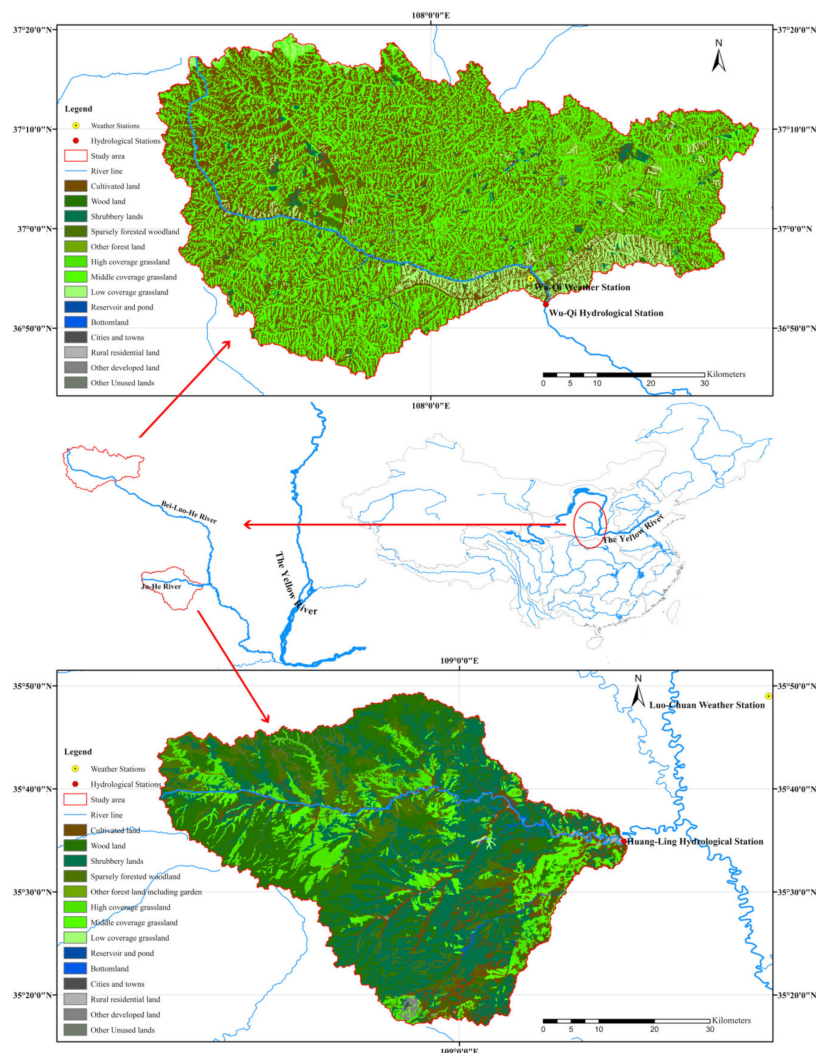 108°0'0"E
37°20'0"N
37°20'0"N
N
Legend
Weather Stations
Hydrological Stations
Study area
River line
Cultivated land
Wood land
Shrubbery lands
Sparsely forested woodland
Other forest land
High coverage grassland
Middle coverage grassland
Low coverage grassland
Reservoir and pond
Bottomland
Cities and towns
Rural residential land
Other developed land
Other Unused lands
37°10'0"N
37°10'0"N
37°0'0"N
37°0'0"N
Wu-Qi Weather Station
Wu-Qi Hydrological Station
36°50'0"N
36°50'0"N
Kilometers
0 5 10 20 30
108°0'0"E
Bei-Luo-He River
Ju-He River
The Yellow River
The Yellow River
109°0'0"E
35°50'0"N
35°50'0"N
N
Luo-Chuan Weather Station
Legend
Weather Stations
Hydrological Stations
Study area
River line
Cultivated land
Wood land
Shrubbery lands
Sparsely forested woodland
Other forest land including garden
High coverage grassland
Middle coverage grassland
Low coverage grassland
Reservoir and pond
Bottomland
Cities and towns
Rural residential land
Other developed land
Other Unused lands
35°40'0"N
35°40'0"N
Huang-Ling Hydrological Station
35°30'0"N
35°30'0"N
35°20'0"N
35°20'0"N
Kilometers
0 5 10 20 30
109°0'0"E